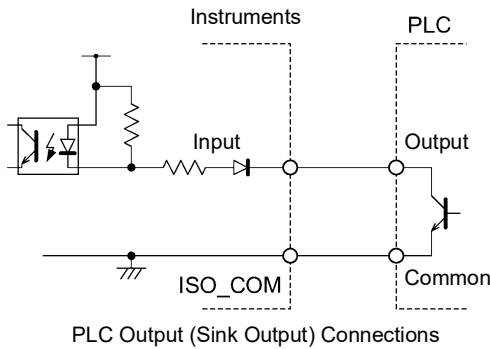 Instruments
PLC
Input
Output
ISO_COM
Common
PLC Output (Sink Output) Connections